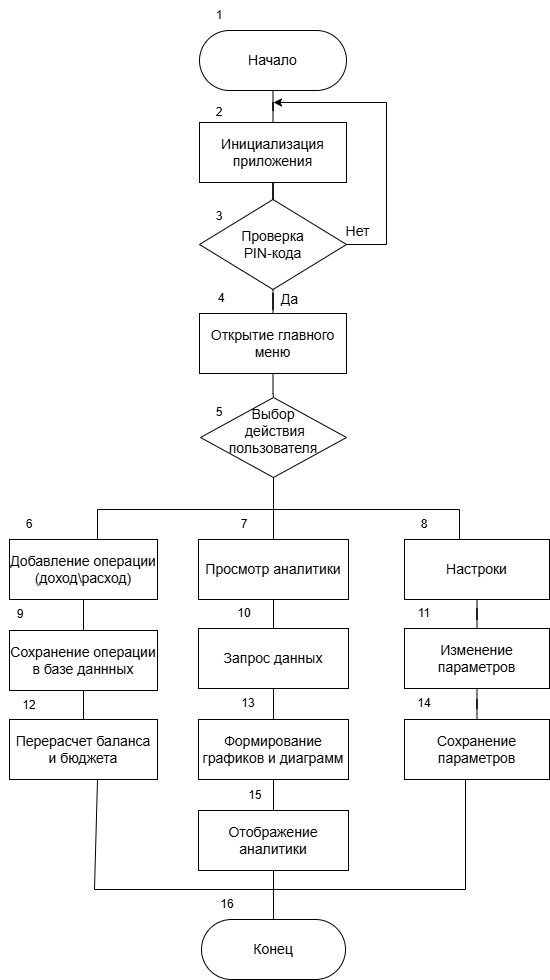 1
Начало
2
Инициализация
приложения
3
Проверка
PIN-кода
Нет
4
Да
Открытие главного
меню
5
Выбор
действия
пользователя
6
7
8
Добавление операции
(доход\расход)
Просмотр аналитики
Настроки
9
10
11
Сохранение операции
в базе даннных
Запрос данных
Изменение
параметров
12
13
14
Перерасчет баланса
и бюджета
Формирование
графиков и диаграмм
Сохранение
параметров
15
Отображение
аналитики
16
Конец